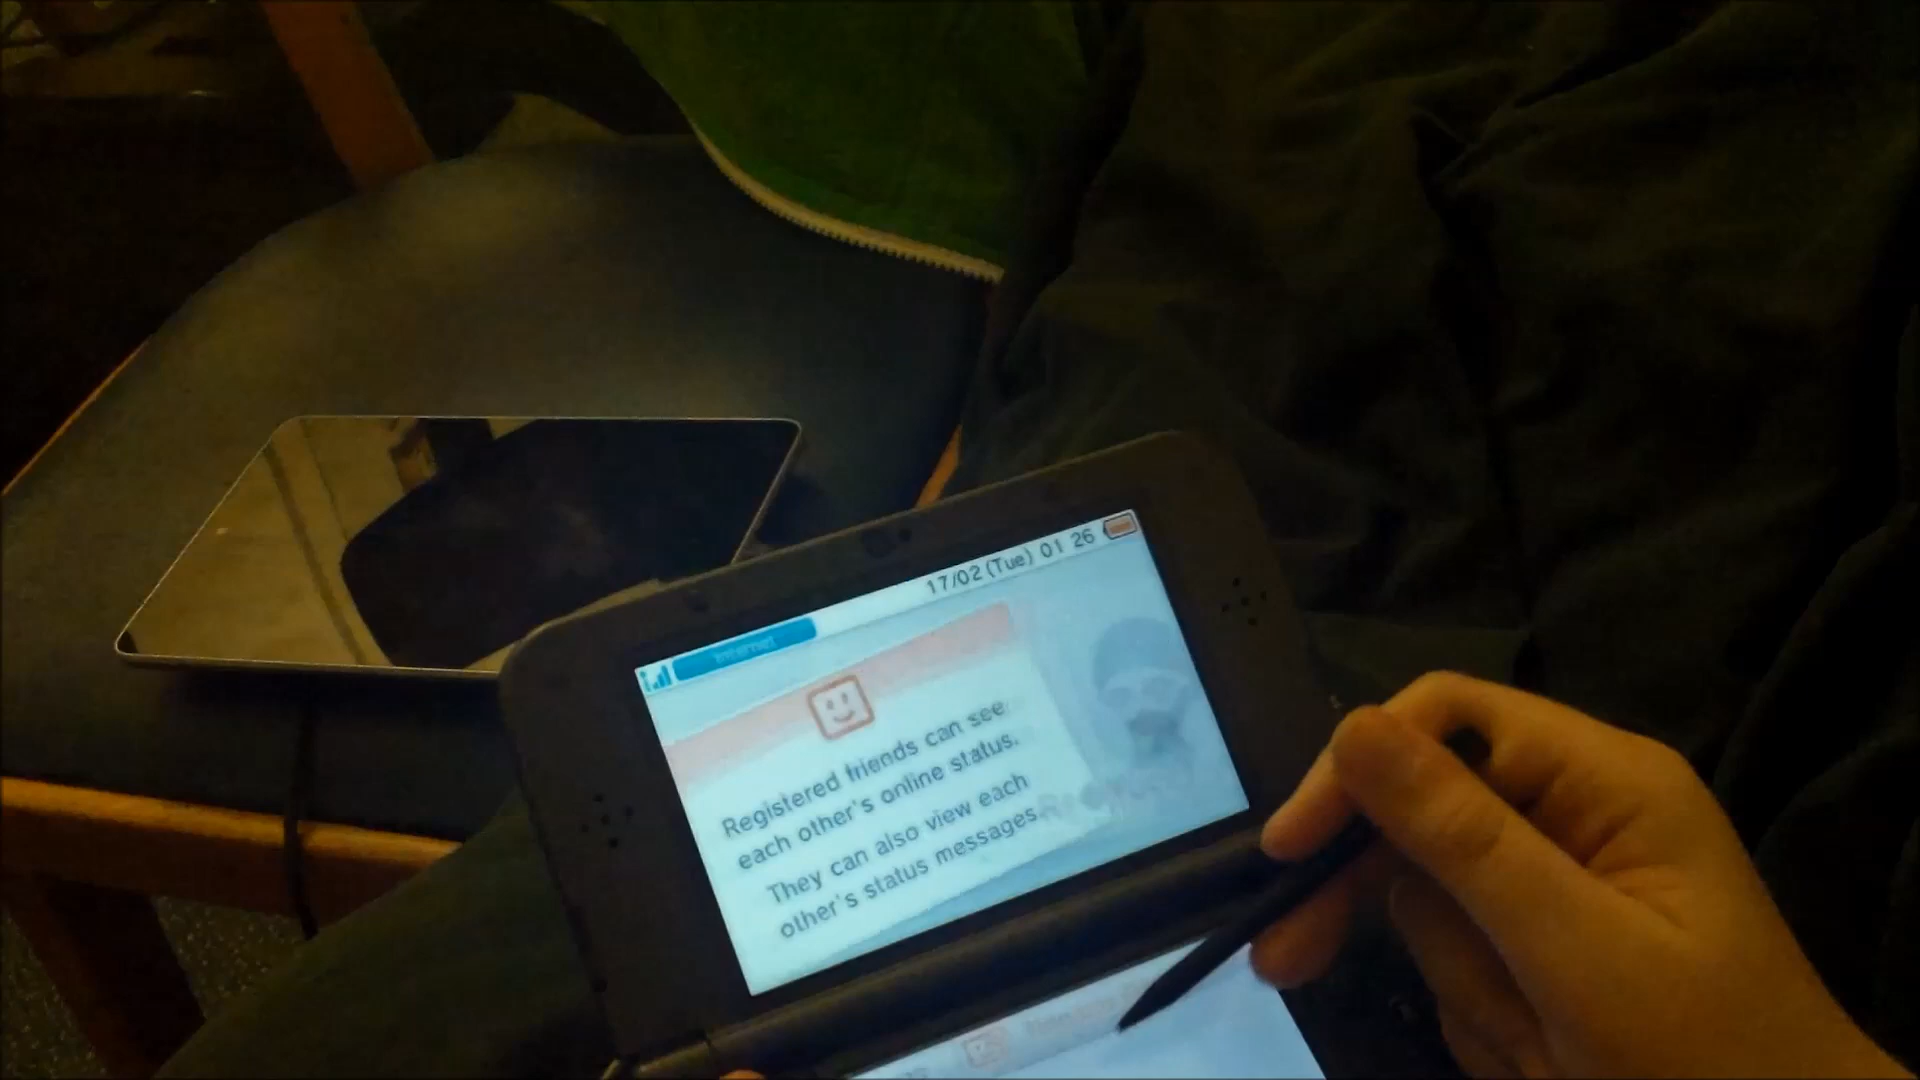 17/02 (Tue) 01 26
Internet
Registered friends can see
each other's online status.
They can also view each
other's status messages.